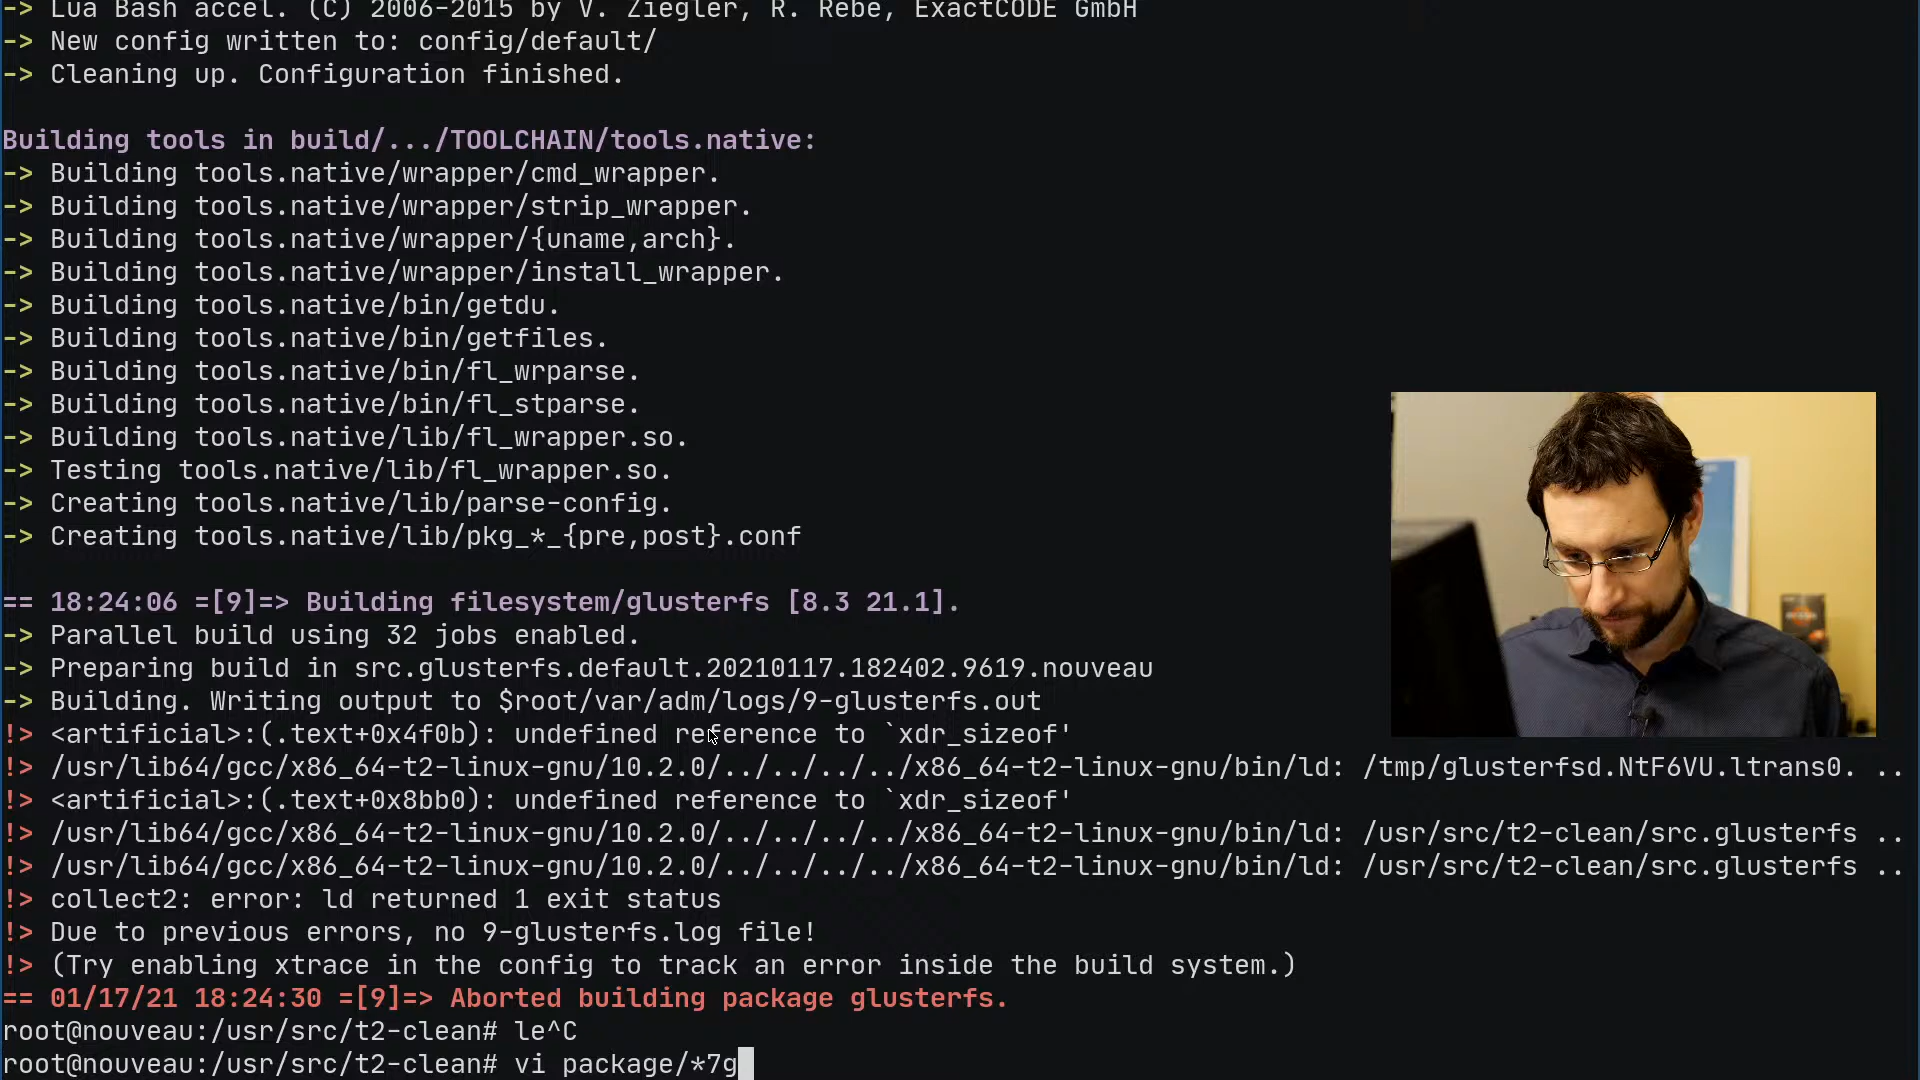 -> Lua Bash accel. (C) 2006-2015 by V. Ziegler, R. Rebe, ExactCODE GmbH
-> New config written to: config/default/
-> Cleaning up. Configuration finished.
Building tools in build/.../TOOLCHAIN/tools.native:
-> Building tools.native/wrapper/cmd_wrapper.
-> Building tools.native/wrapper/strip_wrapper.
-> Building tools.native/wrapper/{uname,arch}.
-> Building tools.native/wrapper/install_wrapper.
-> Building tools.native/bin/getdu.
-> Building tools.native/bin/getfiles.
-> Building tools.native/bin/fl_wrparse.
-> Building tools.native/bin/fl_stparse.
-> Building tools.native/lib/fl_wrapper.so.
-> Testing tools.native/lib/fl_wrapper.so.
-> Creating tools.native/lib/parse-config.
-> Creating tools.native/lib/pkg_*_{pre,post}.conf
== 18:24:06 =[9]=> Building filesystem/glusterfs [8.3 21.1].
-> Parallel build using 32 jobs enabled.
-> Preparing build in src.glusterfs.default.20210117.182402.9619.nouveau
-> Building. Writing output to $root/var/adm/logs/9-glusterfs.out
!> <artificial>:(.text+0x4f0b): undefined reference to `xdr_sizeof'
!> /usr/lib64/gcc/x86_64-t2-linux-gnu/10.2.0/../../../../x86_64-t2-linux-gnu/bin/ld: /tmp/glusterfsd.NtF6VU.ltrans0. ..
!> <artificial>:(.text+0x8bb0): undefined reference to `xdr_sizeof'
!> /usr/lib64/gcc/x86_64-t2-linux-gnu/10.2.0/../../../../x86_64-t2-linux-gnu/bin/ld: /usr/src/t2-clean/src.glusterfs ..
!> /usr/lib64/gcc/x86_64-t2-linux-gnu/10.2.0/../../../../x86_64-t2-linux-gnu/bin/ld: /usr/src/t2-clean/src.glusterfs ..
!> collect2: error: ld returned 1 exit status
!> Due to previous errors, no 9-glusterfs.log file!
!> (Try enabling xtrace in the config to track an error inside the build system.)
== 01/17/21 18:24:30 =[9]=> Aborted building package glusterfs.
root@nouveau:/usr/src/t2-clean# le^C
root@nouveau:/usr/src/t2-clean# vi package/*7g